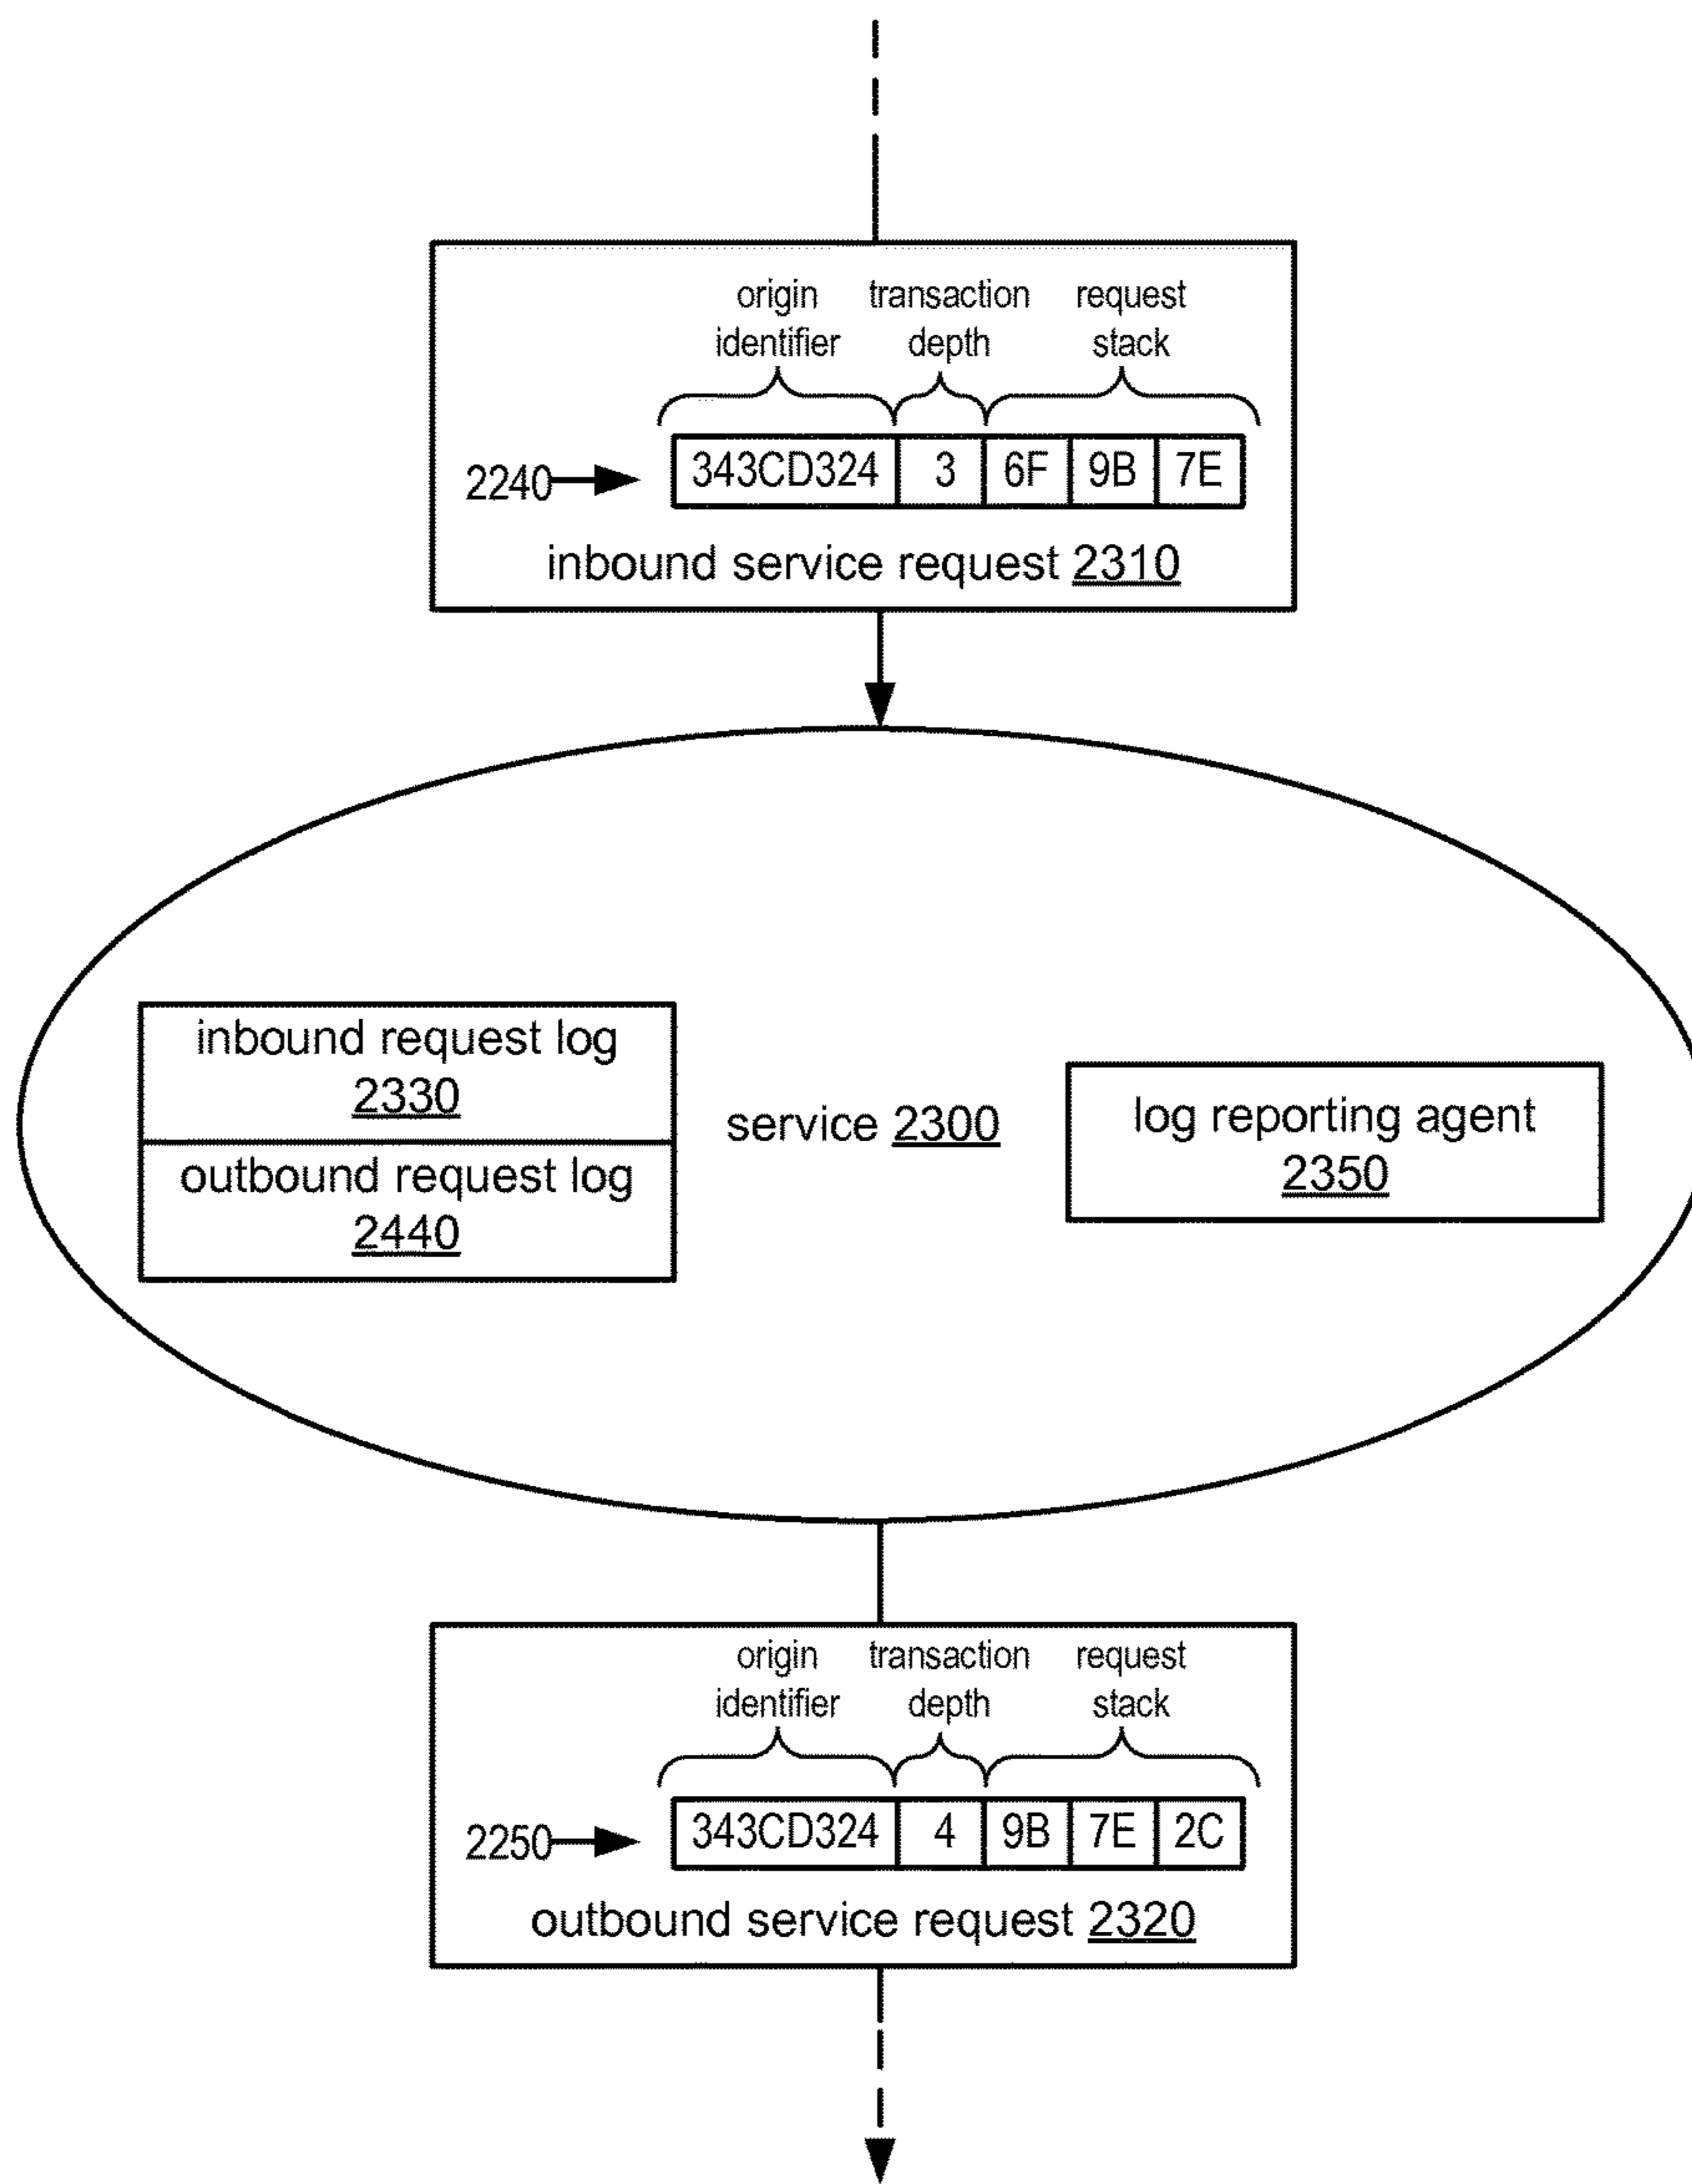 origin transaction request
identifier depth stack
2240 343CD324 3 6F 9B 7E
inbound service request 2310
inbound request log
2330
outbound request log
2440
service 2300
log reporting agent
2350
origin transaction request
identifier depth stack
2250 343CD324 4 9B 7E 2C
outbound service request 2320